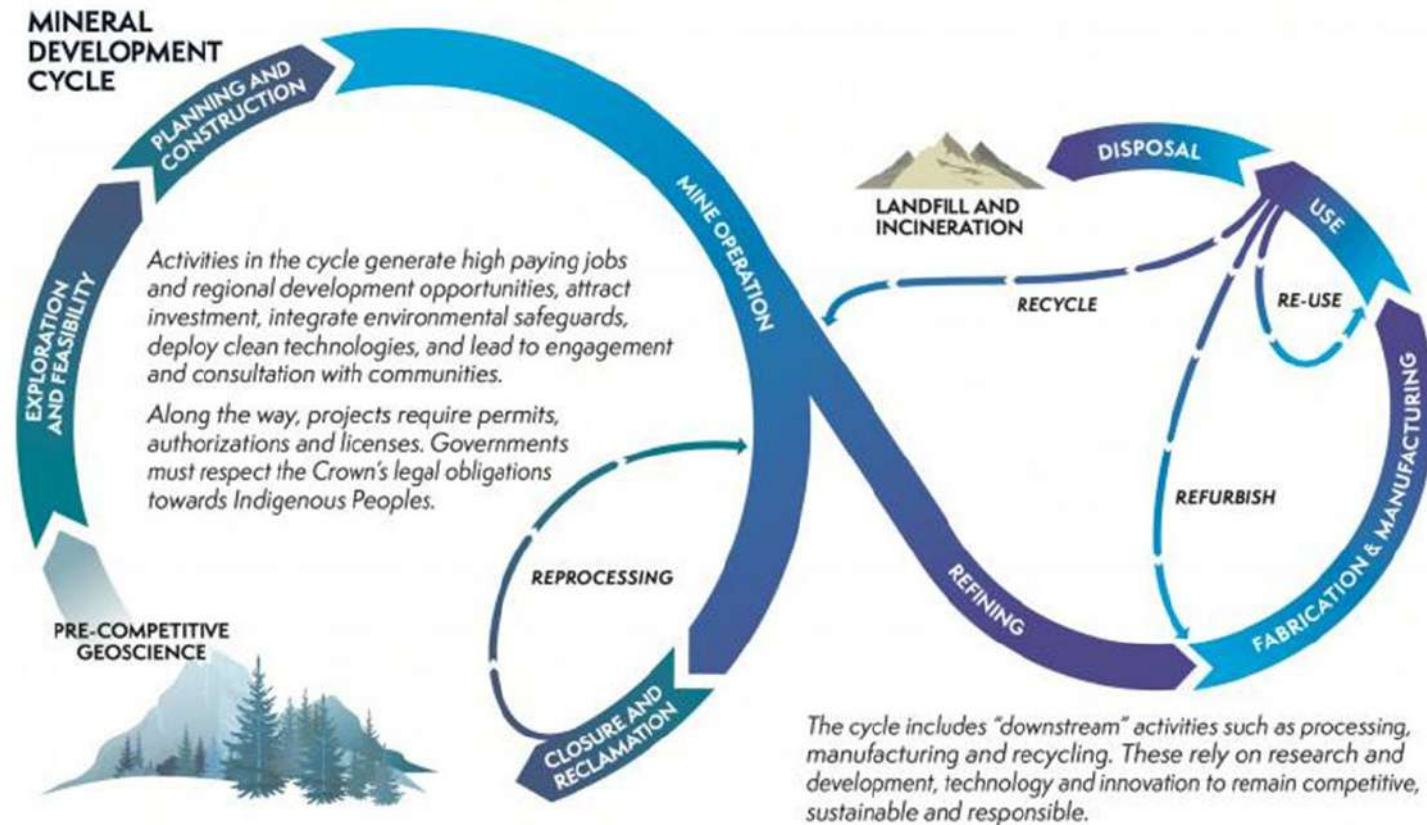 MINERAL
DEVELOPMENT
CYCLE
PLANNING AND
CONSTRUCTION
EXPLORATION
AND FEASIBILITY
PRE-COMPETITIVE
GEOSCIENCE
Activities in the cycle generate high paying jobs
and regional development opportunities, attract
investment, integrate environmental safeguards,
deploy clean technologies, and lead to engagement
and consultation with communities.
Along the way, projects require permits,
authorizations and licenses. Governments
must respect the Crown's legal obligations
towards Indigenous Peoples.
MINE OPERATION
REPROCESSING
CLOSURE AND
RECLAMATION
REFINING
FABRICATION & MANUFACTURING
USE
DISPOSAL
LANDFILL AND
INCINERATION
RECYCLE
RE-USE
REFURBISH
The cycle includes "downstream" activities such as processing,
manufacturing and recycling. These rely on research and
development, technology and innovation to remain competitive,
sustainable and responsible.